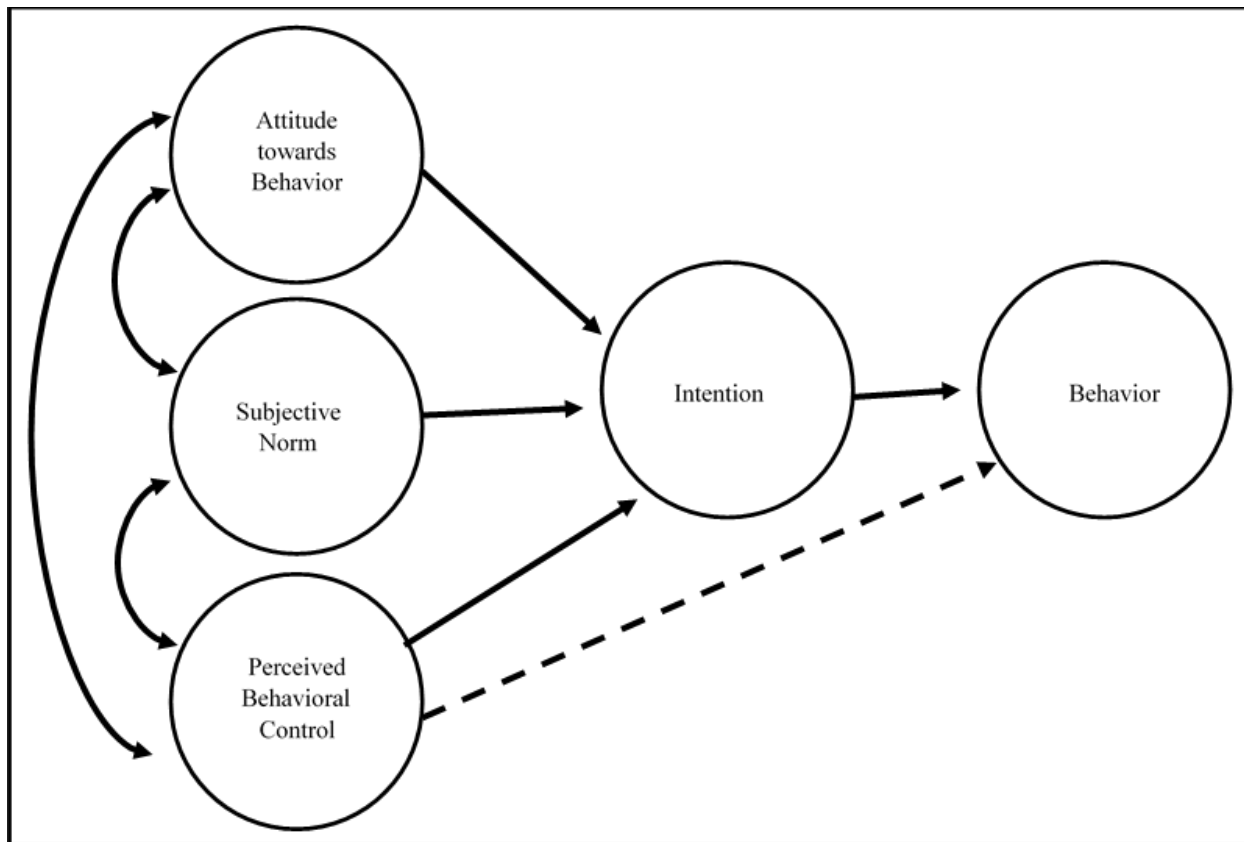 Attitude
towards
Behavior
Subjective
Norm
Perceived
Behavioral
Control
Intention
Behavior